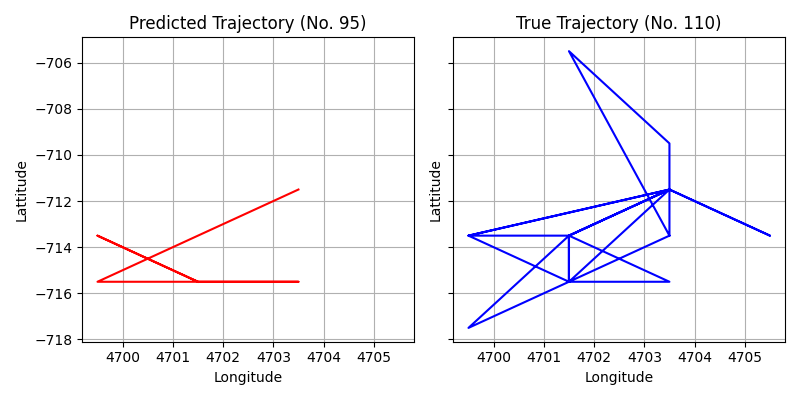 Predicted Trajectory (No. 95)
True Trajectory (No. 110)
Lattitude
−706
−708
−710
−712
−714
−716
−718
4700 4701 4702 4703 4704 4705
Longitude
Lattitude
4700 4701 4702 4703 4704 4705
Longitude